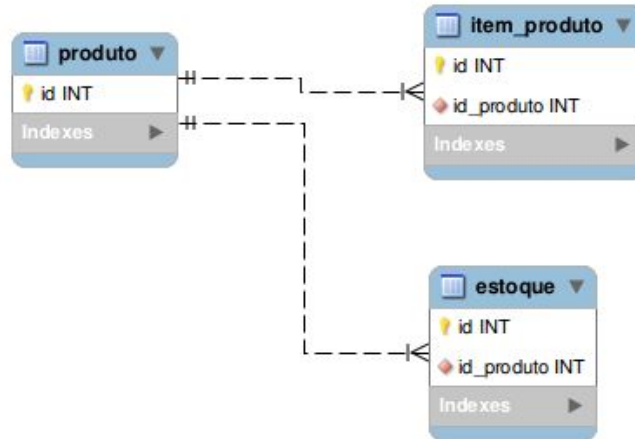 produto
id INT
Indexes
item_produto
id INT
id_produto INT
Indexes
estoque
id INT
id_produto INT
Indexes